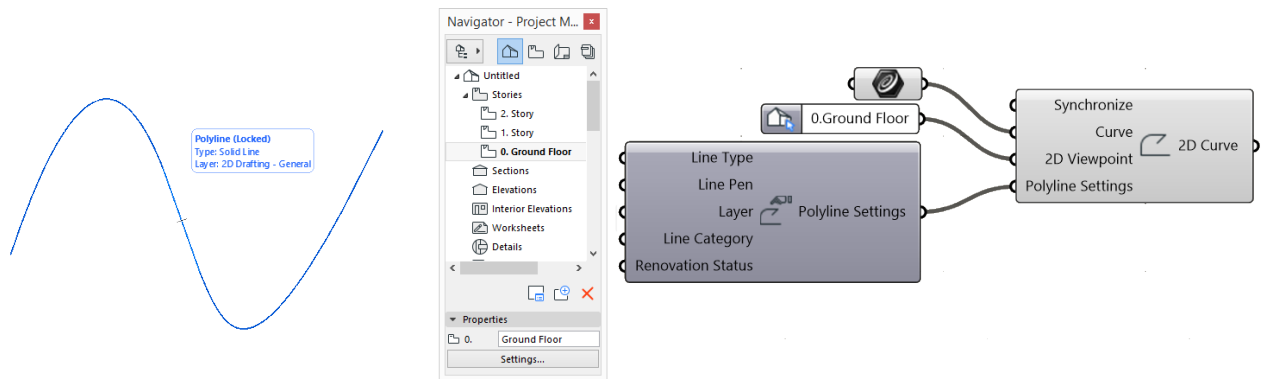 Polyline (Locked)
Type: Solid Line
Layer: 2D Drafting - General
Navigator - Project M...
Untitled
Stories
2. Story
1. Story
0. Ground Floor
Sections
Elevations
Interior Elevations
Worksheets
Details
Properties
0. Ground Floor
Settings...
0.Ground Floor
Line Type
Line Pen
Layer
Polyline Settings
Line Category
Renovation Status
Synchronize
Curve
2D Viewpoint
2D Curve
Polyline Settings